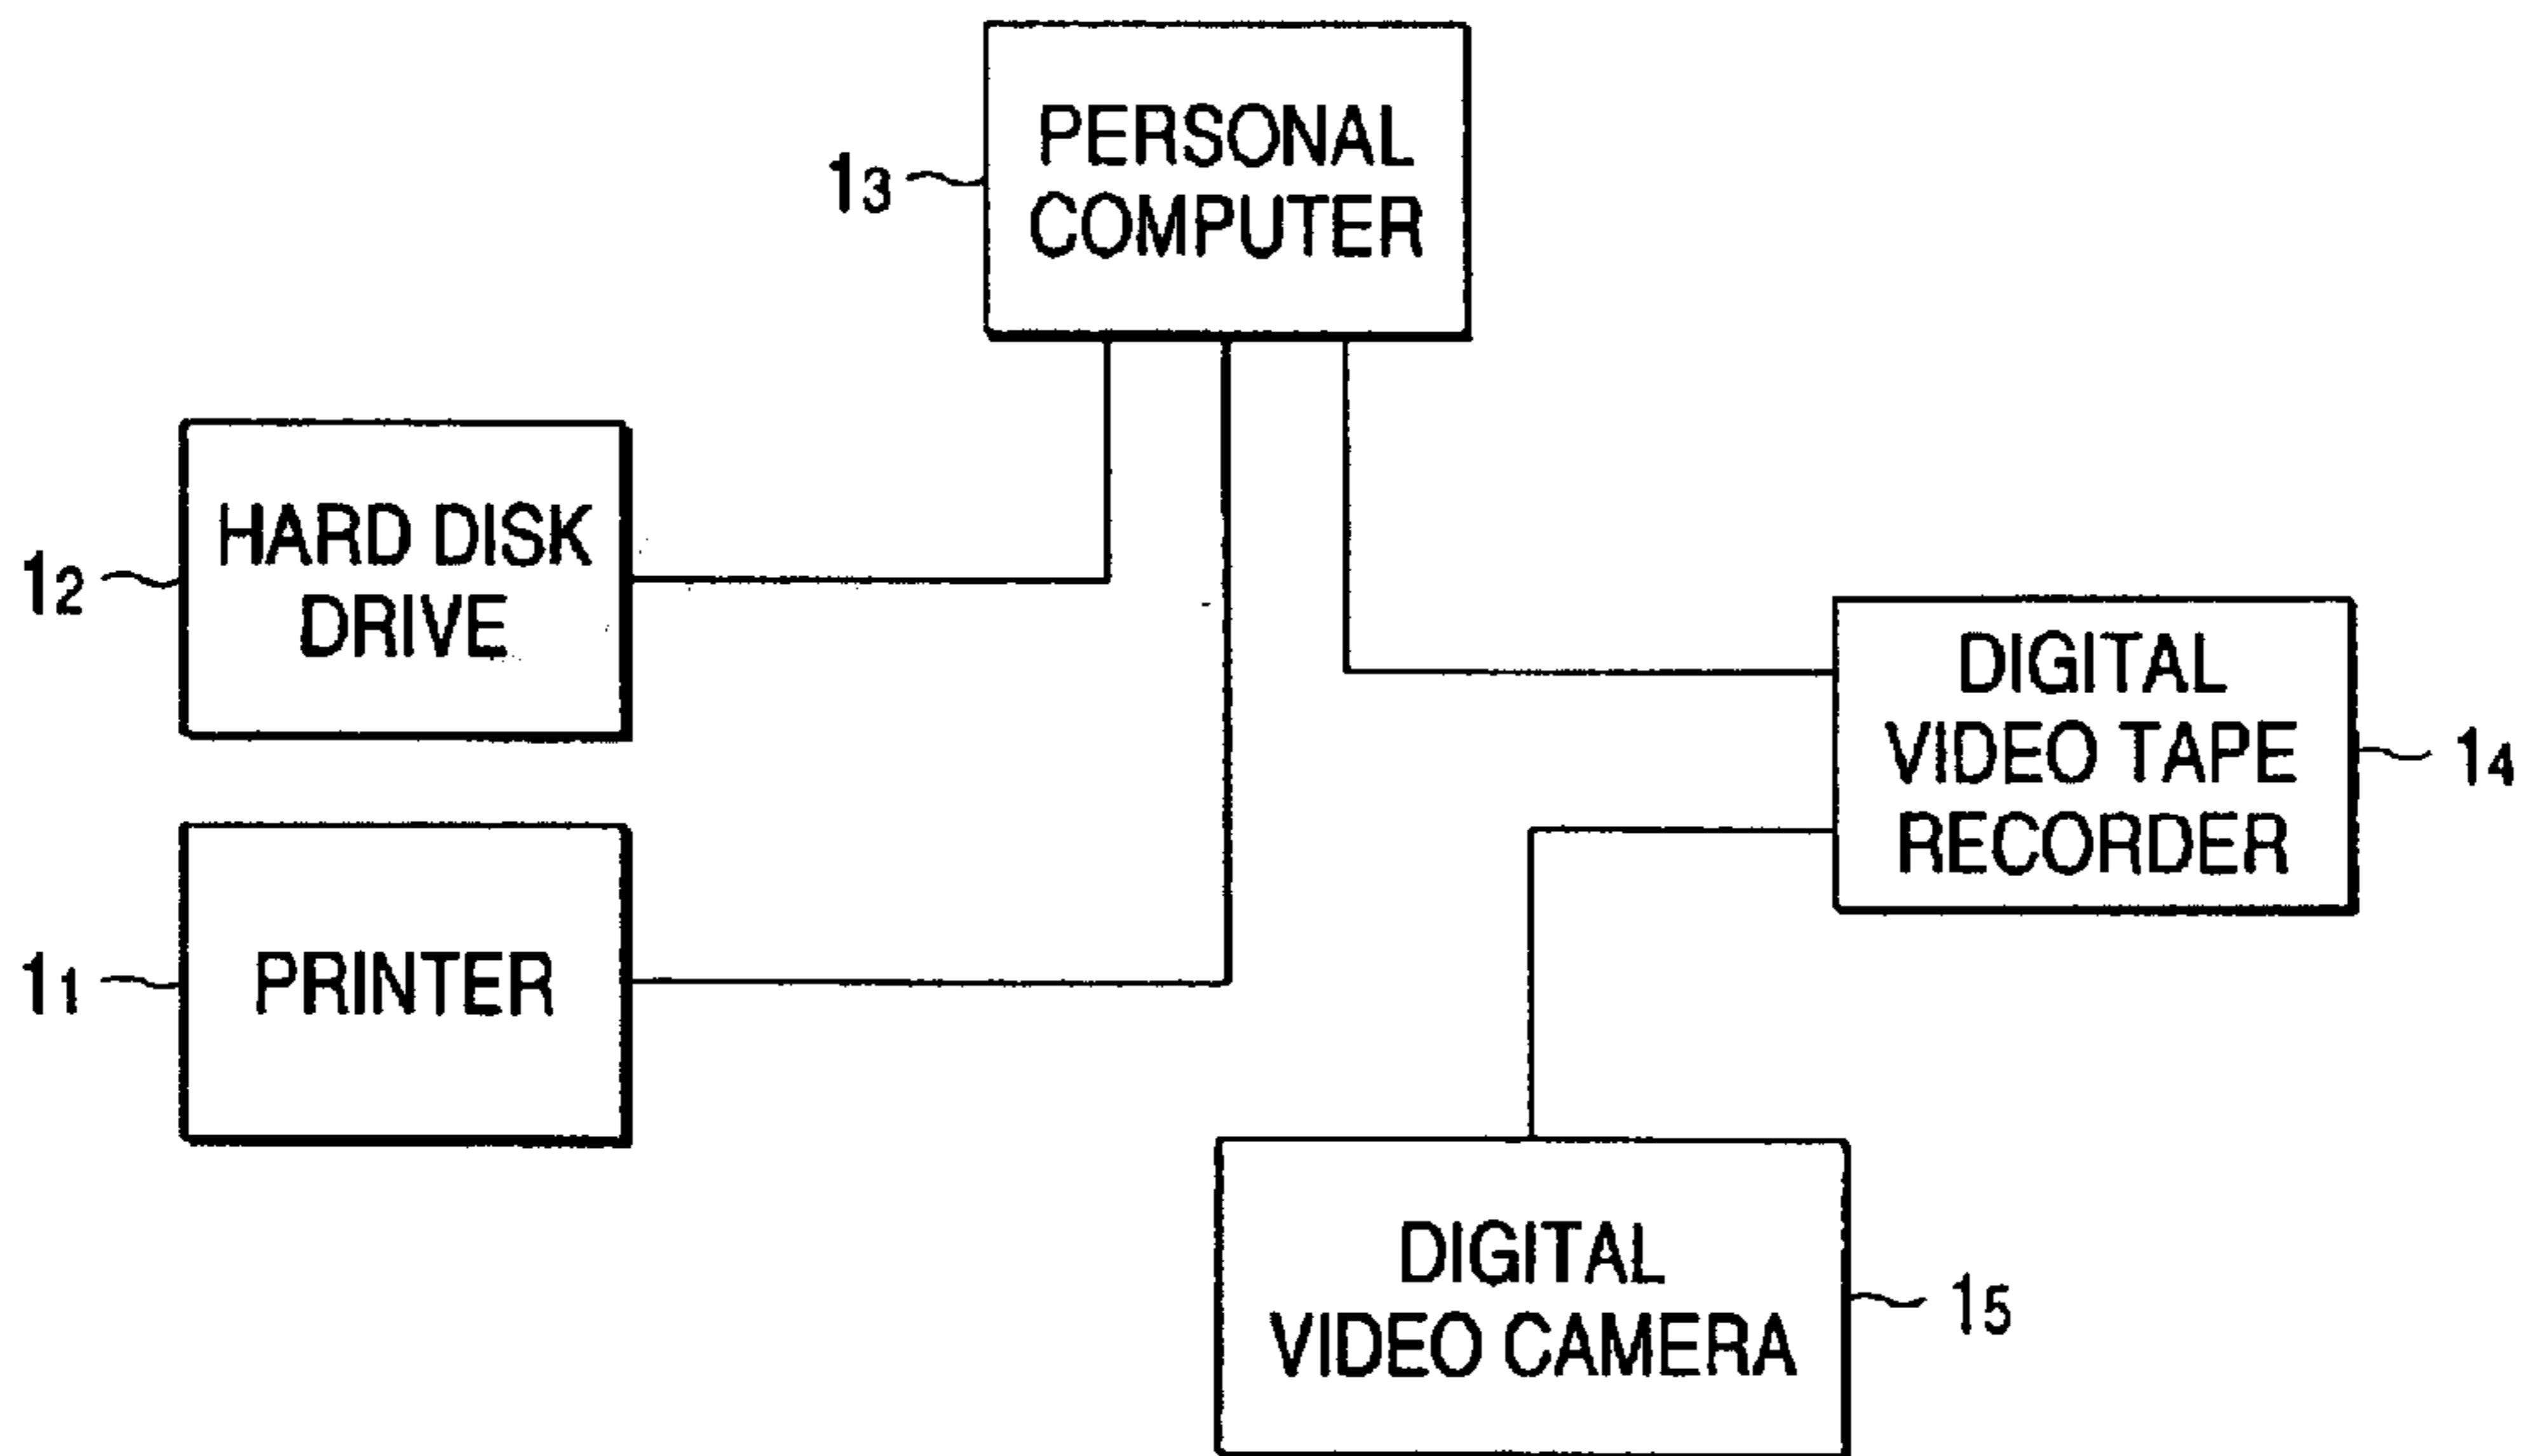 PERSONAL
COMPUTER
1₃
HARD DISK
DRIVE
1₂
DIGITAL
VIDEO TAPE
RECORDER
1₄
PRINTER
1₁
DIGITAL
VIDEO CAMERA
1₅